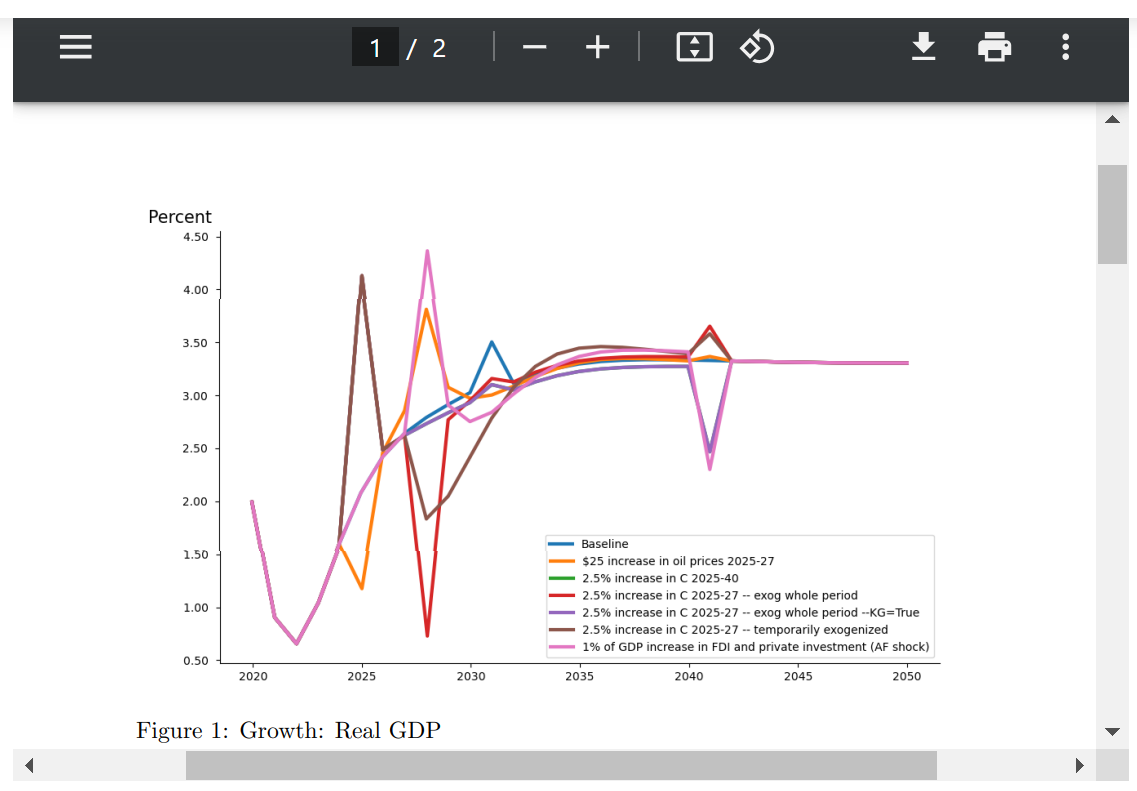 1 / 2
Percent
4.50
4.00
3.50
3.00
2.50
2.00
1.50
1.00
0.50
2020 2025 2030 2035 2040 2045 2050
Baseline
$25 increase in oil prices 2025-27
2.5% increase in C 2025-40
2.5% increase in C 2025-27 -- exog whole period
2.5% increase in C 2025-27 -- exog whole period --KG=True
2.5% increase in C 2025-27 -- temporarily exogenized
1% of GDP increase in FDI and private investment (AF shock)
Figure 1: Growth: Real GDP